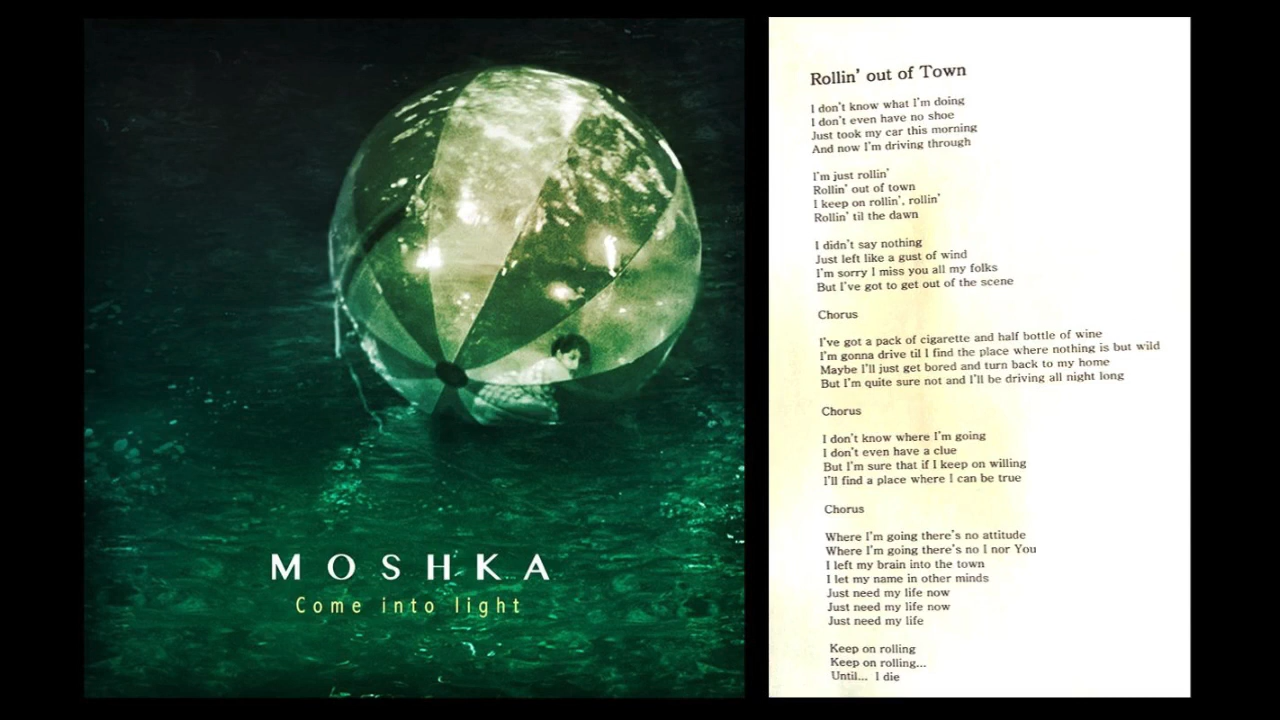 MOSHKA
Come into light
Rollin' out of Town
I don't know what I'm doing
I don't even have no shoe
Just took my car this morning
And now I'm driving through
I'm just rollin'
Rollin' out of town
I keep on rollin', rollin'
Rollin' til the dawn
I didn't say nothing
Just left like a gust of wind
I'm sorry I miss you all my folks
But I've got to get out of the scene
Chorus
I've got a pack of cigarette and half bottle of wine
I'm gonna drive til I find the place where nothing is but wild
Maybe I'll just get bored and turn back to my home
But I'm quite sure not and I'll be driving all night long
Chorus
I don't know where I'm going
I don't even have a clue
But I'm sure that if I keep on willing
I'll find a place where I can be true
Chorus
Where I'm going there's no attitude
Where I'm going there's no I nor You
I left my brain into the town
I let my name in other minds
Just need my life now
Just need my life now
Just need my life
Keep on rolling
Keep on rolling...
Until... I die